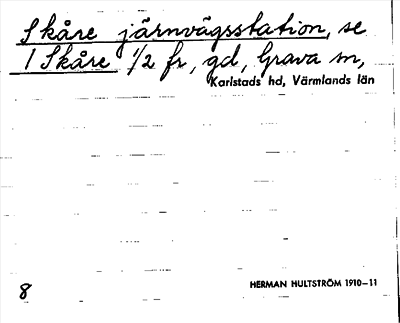 Skåre järnvägsstation, se
1 Skåre 1/2 fr, gd, Grava sn,
Karlstads hd, Värmlands län
8
HERMAN HULTSTRÖM 1910–11